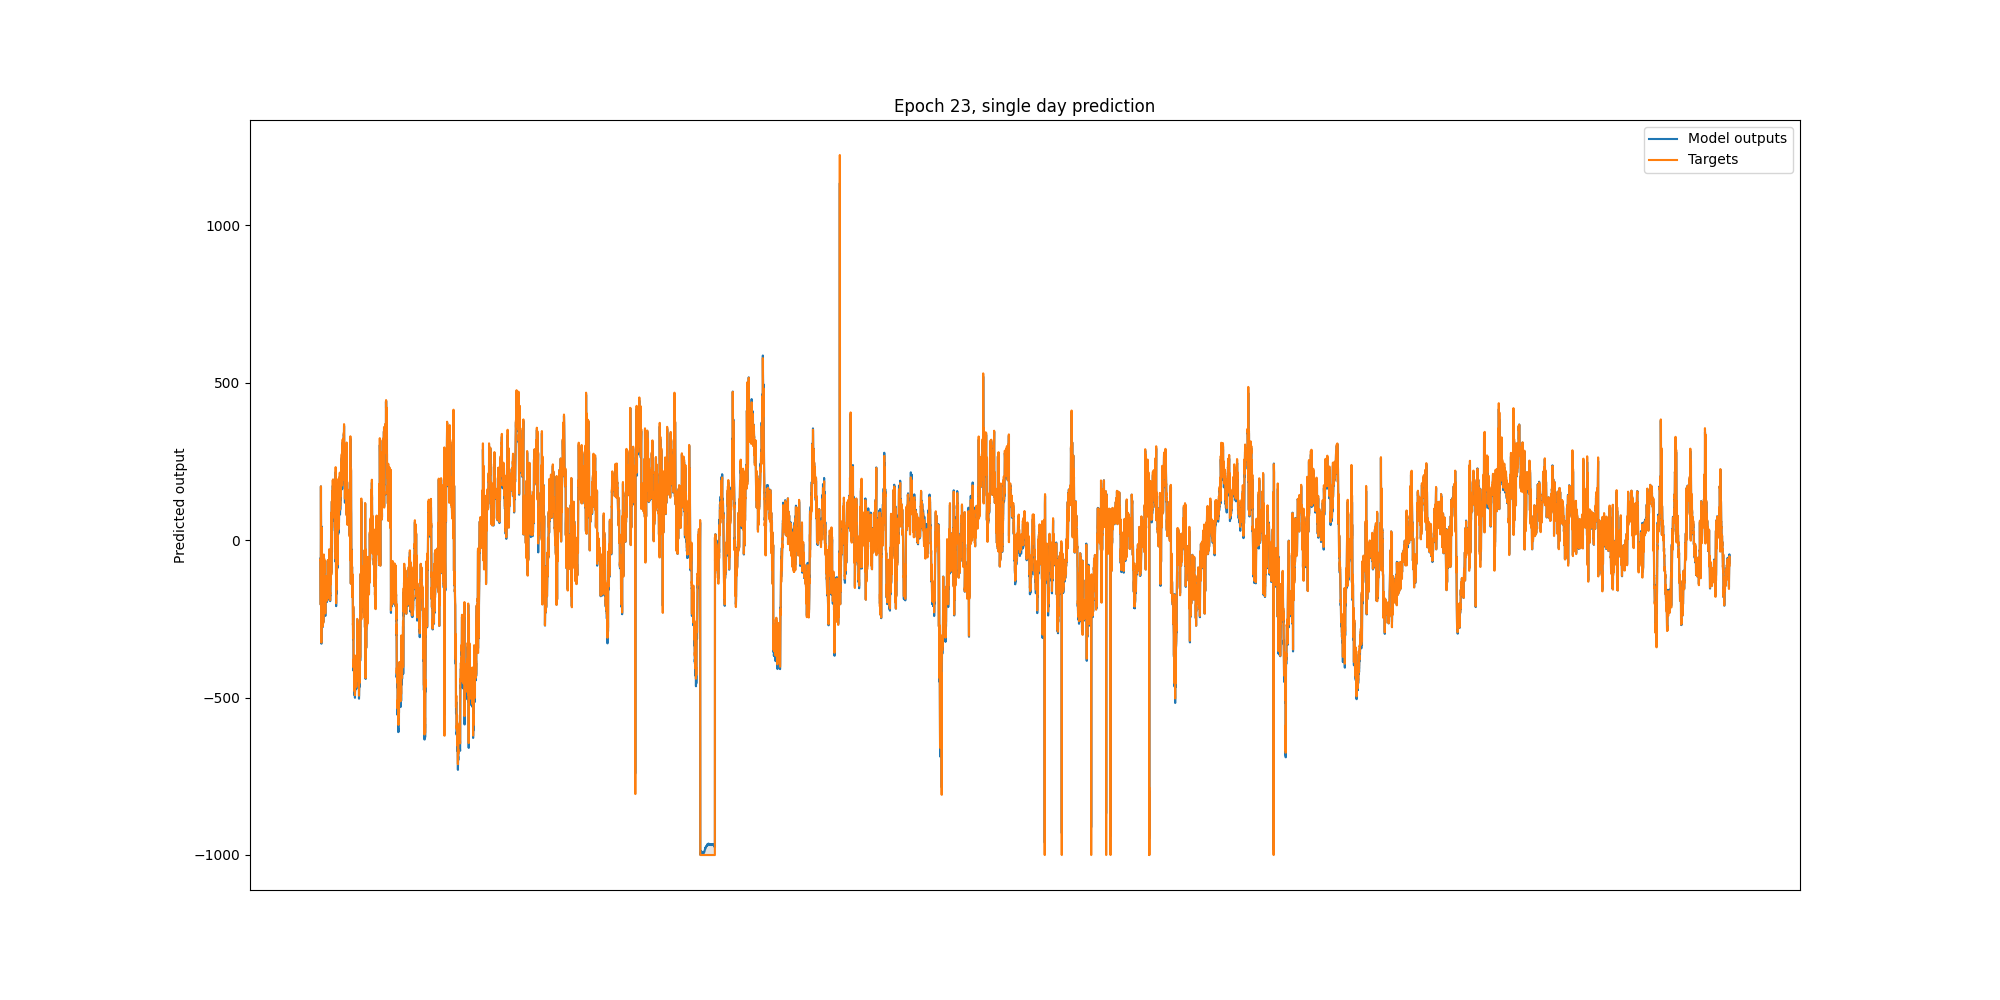 Epoch 23, single day prediction
Model outputs
Targets
1000
500
0
−500
−1000
Predicted output